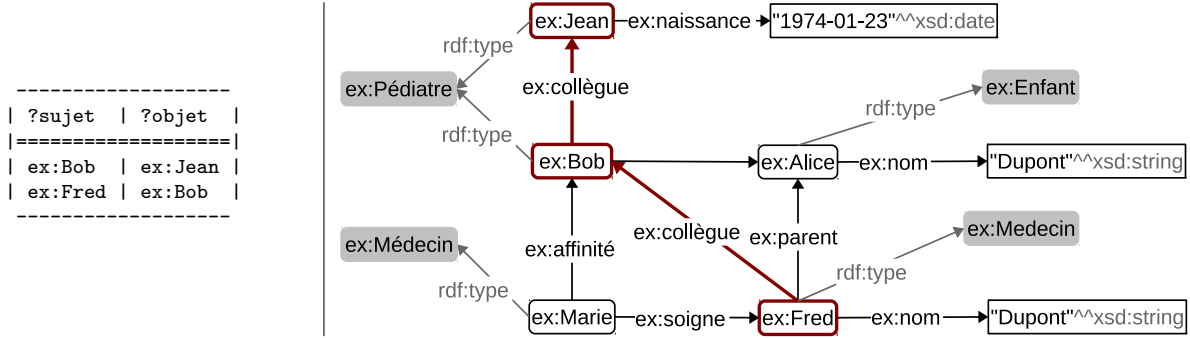 -------------------
| ?sujet | ?objet |
|===================|
| ex:Bob | ex:Jean |
| ex:Fred | ex:Bob |
-------------------
ex:Jean ex:naissance "1974-01-23"^^xsd:date
rdf:type
ex:Pédiatre ex:collègue ex:Enfant
rdf:type rdf:type
ex:Bob ex:Alice ex:nom "Dupont"^^xsd:string
ex:Médecin ex:affinité ex:collègue ex:parent ex:Medecin
rdf:type rdf:type
ex:Marie ex:soigne ex:Fred ex:nom "Dupont"^^xsd:string